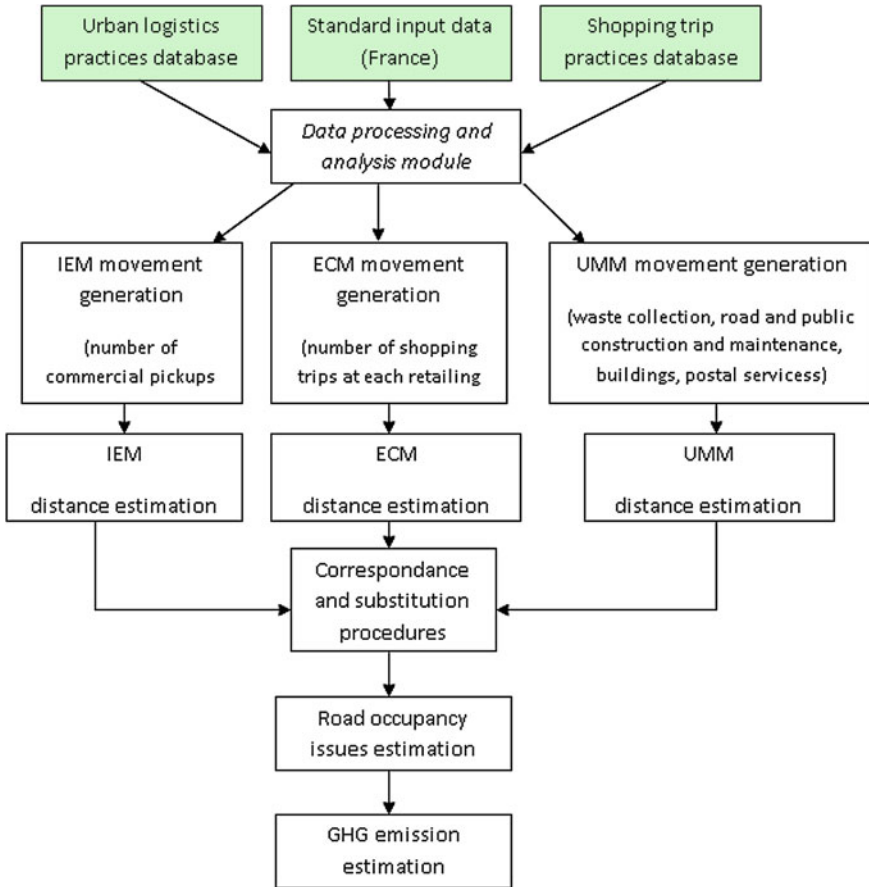 Urban logistics
practices database
Standard input data
(France)
Shopping trip
practices database
Data processing and
analysis module
IEM movement
generation
(number of
commercial pickups
ECM movement
generation
(number of shopping
trips at each retailing
UMM movement generation
(waste collection, road and public
construction and maintenance,
buildings, postal servicess)
IEM
distance estimation
ECM
distance estimation
UMM
distance estimation
Correspondance
and substitution
procedures
Road occupancy
issues estimation
GHG emission
estimation